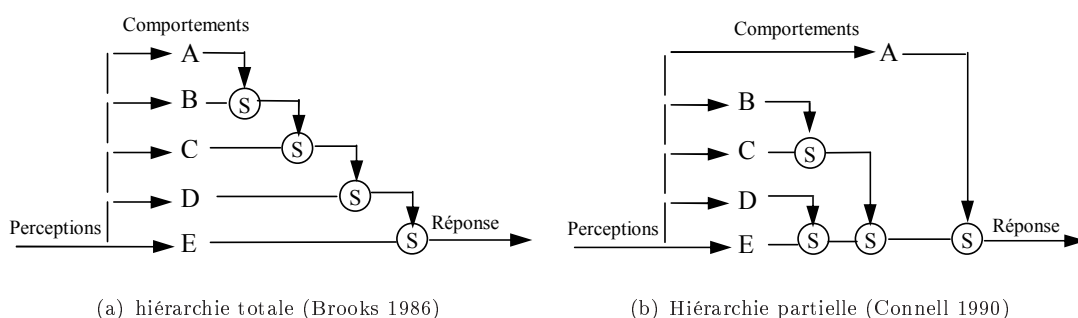 Comportements
A
B
S
C
S
D
S
Perceptions
E
S
Réponse
(a) hiérarchie totale (Brooks 1986)
Comportements
A
B
C
S
D
Perceptions
E
S
S
S
Réponse
(b) Hiérarchie partielle (Connell 1990)